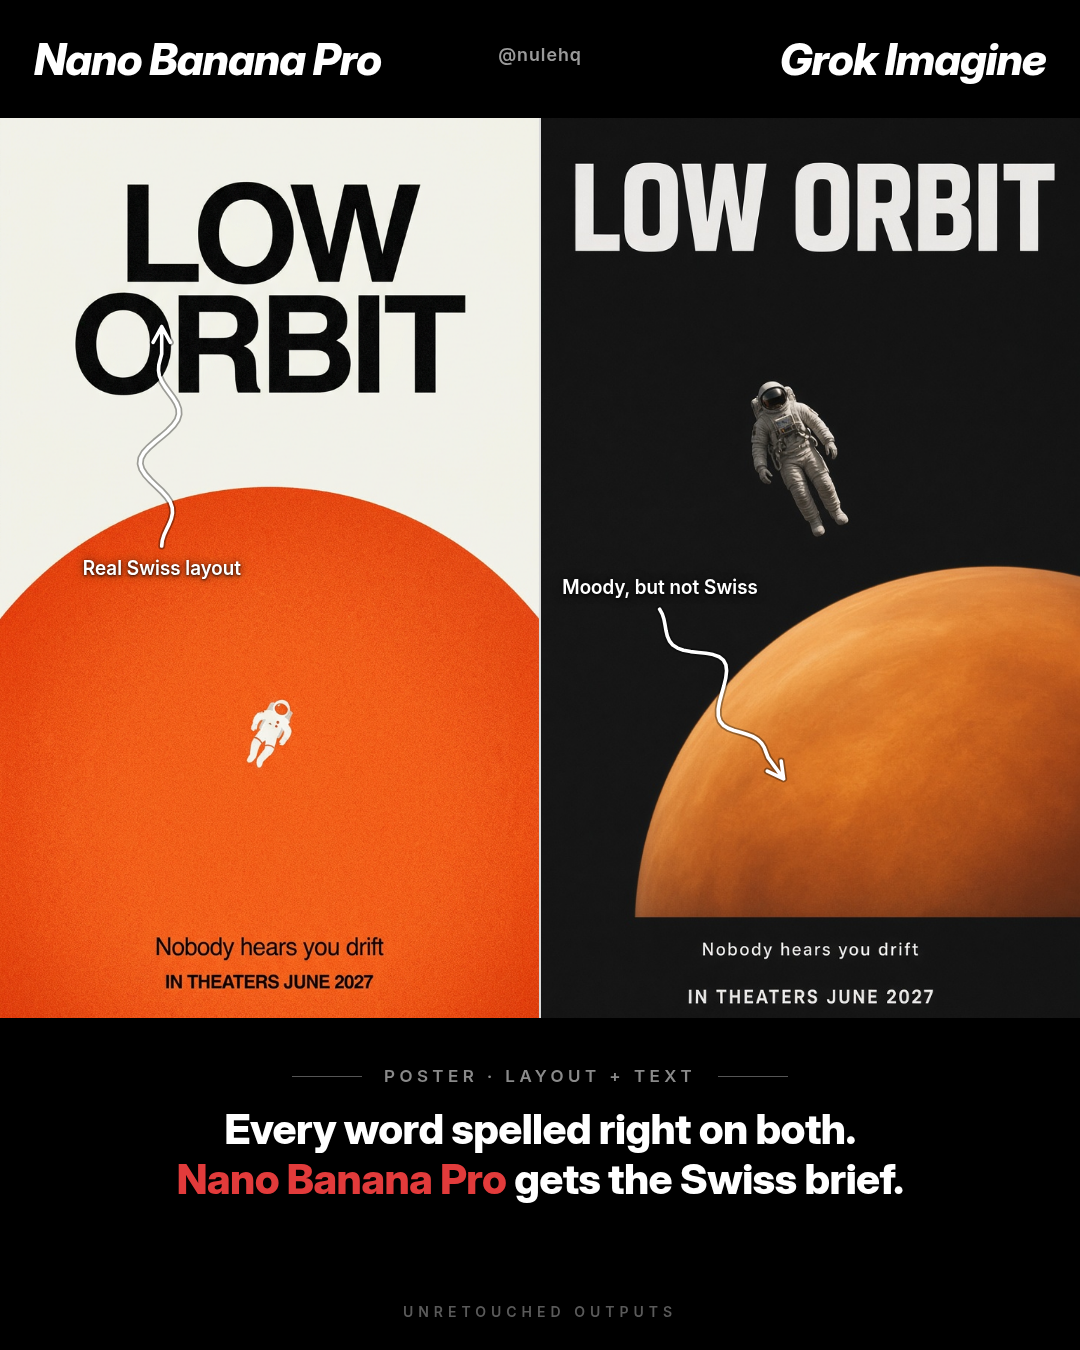 Nano Banana Pro
@nulehq
Grok Imagine
LOW
ORBIT
Real Swiss layout
Nobody hears you drift
IN THEATERS JUNE 2027
LOW ORBIT
Moody, but not Swiss
Nobody hears you drift
IN THEATERS JUNE 2027
POSTER · LAYOUT + TEXT
Every word spelled right on both.
Nano Banana Pro gets the Swiss brief.
UNRETOUCHED OUTPUTS